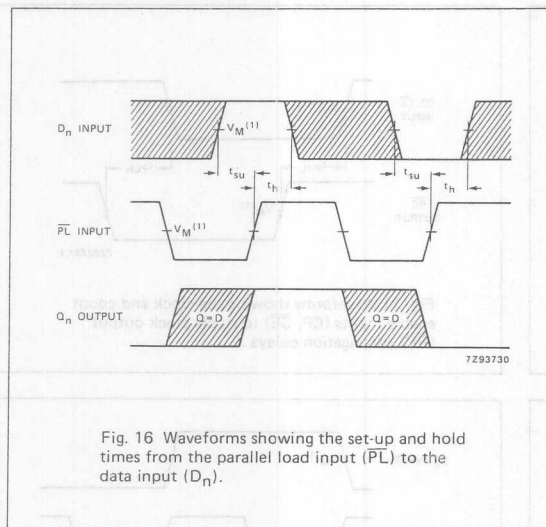 Dn INPUT
VM(1)
tsu
th
tsu
th
PL INPUT
VM(1)
Qn OUTPUT
Q=D
Q=D
7Z93730
Fig. 16 Waveforms showing the set-up and hold
times from the parallel load input (PL) to the
data input (Dn).